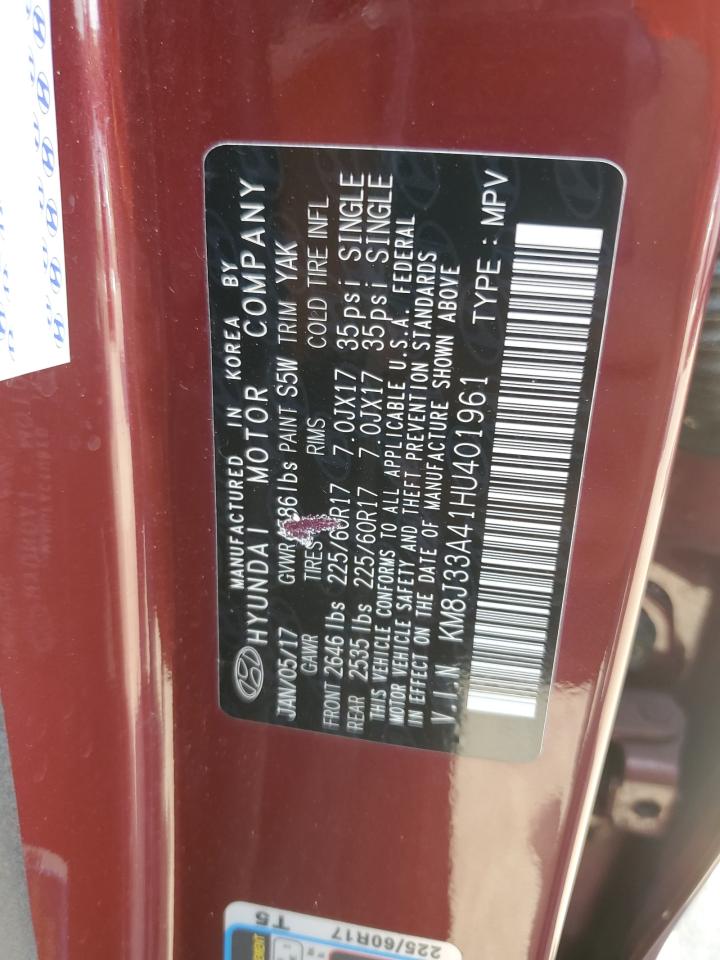 MANUFACTURED IN KOREA BY
HYUNDAI MOTOR COMPANY
JAN/05/17 GVWR lbs PAINT S5W TRIM YAK
GAWR TIRES RIMS COLD TIRE INFL
FRONT 2646 lbs 225/60R17 7.0JX17 35psi SINGLE
REAR 2535 lbs 225/60R17 7.0JX17 35psi SINGLE
THIS VEHICLE CONFORMS TO ALL APPLICABLE U.S.A. FEDERAL
MOTOR VEHICLE SAFETY AND THEFT PREVENTION STANDARDS
IN EFFECT ON THE DATE OF MANUFACTURE SHOWN ABOVE
V.I.N KM8J33A41HU401961 TYPE : MPV
225/60R17
T5